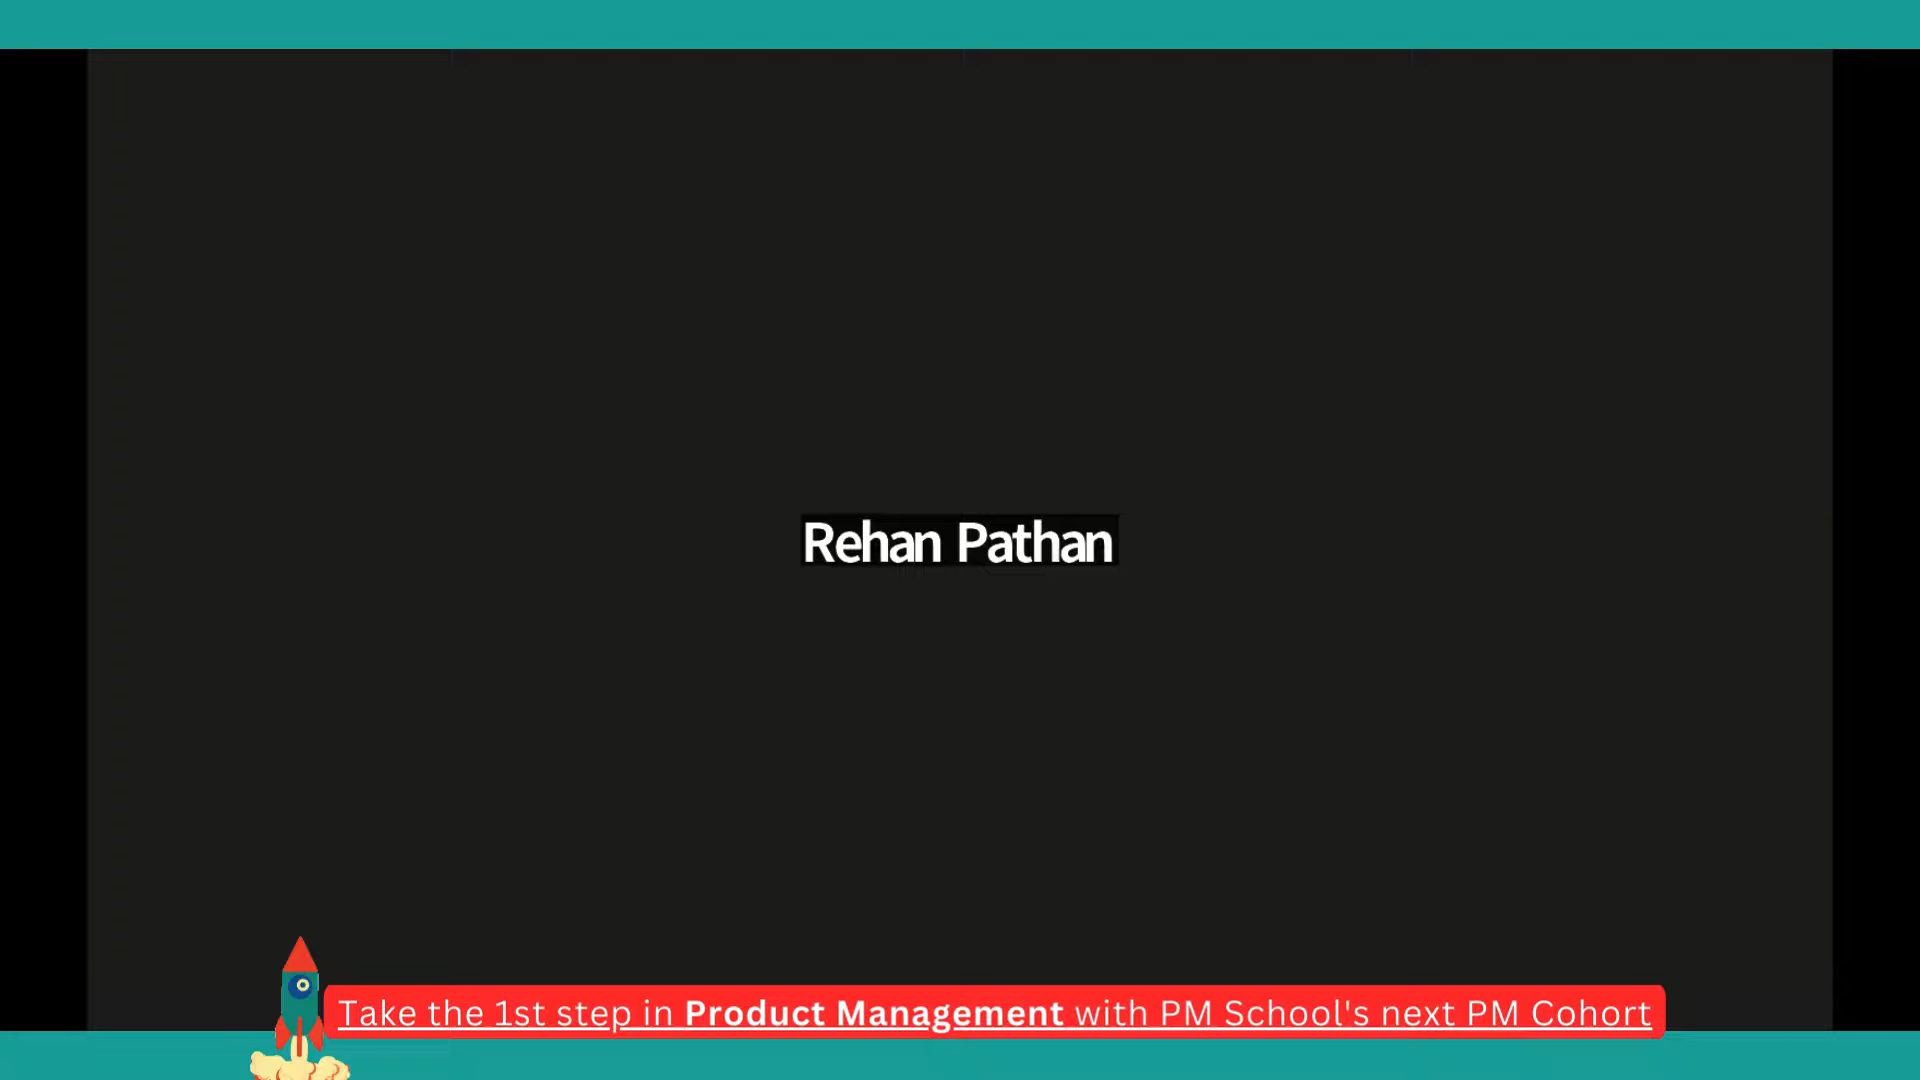 Rehan Pathan
Take the 1st step in Product Management with PM School's next PM Cohort